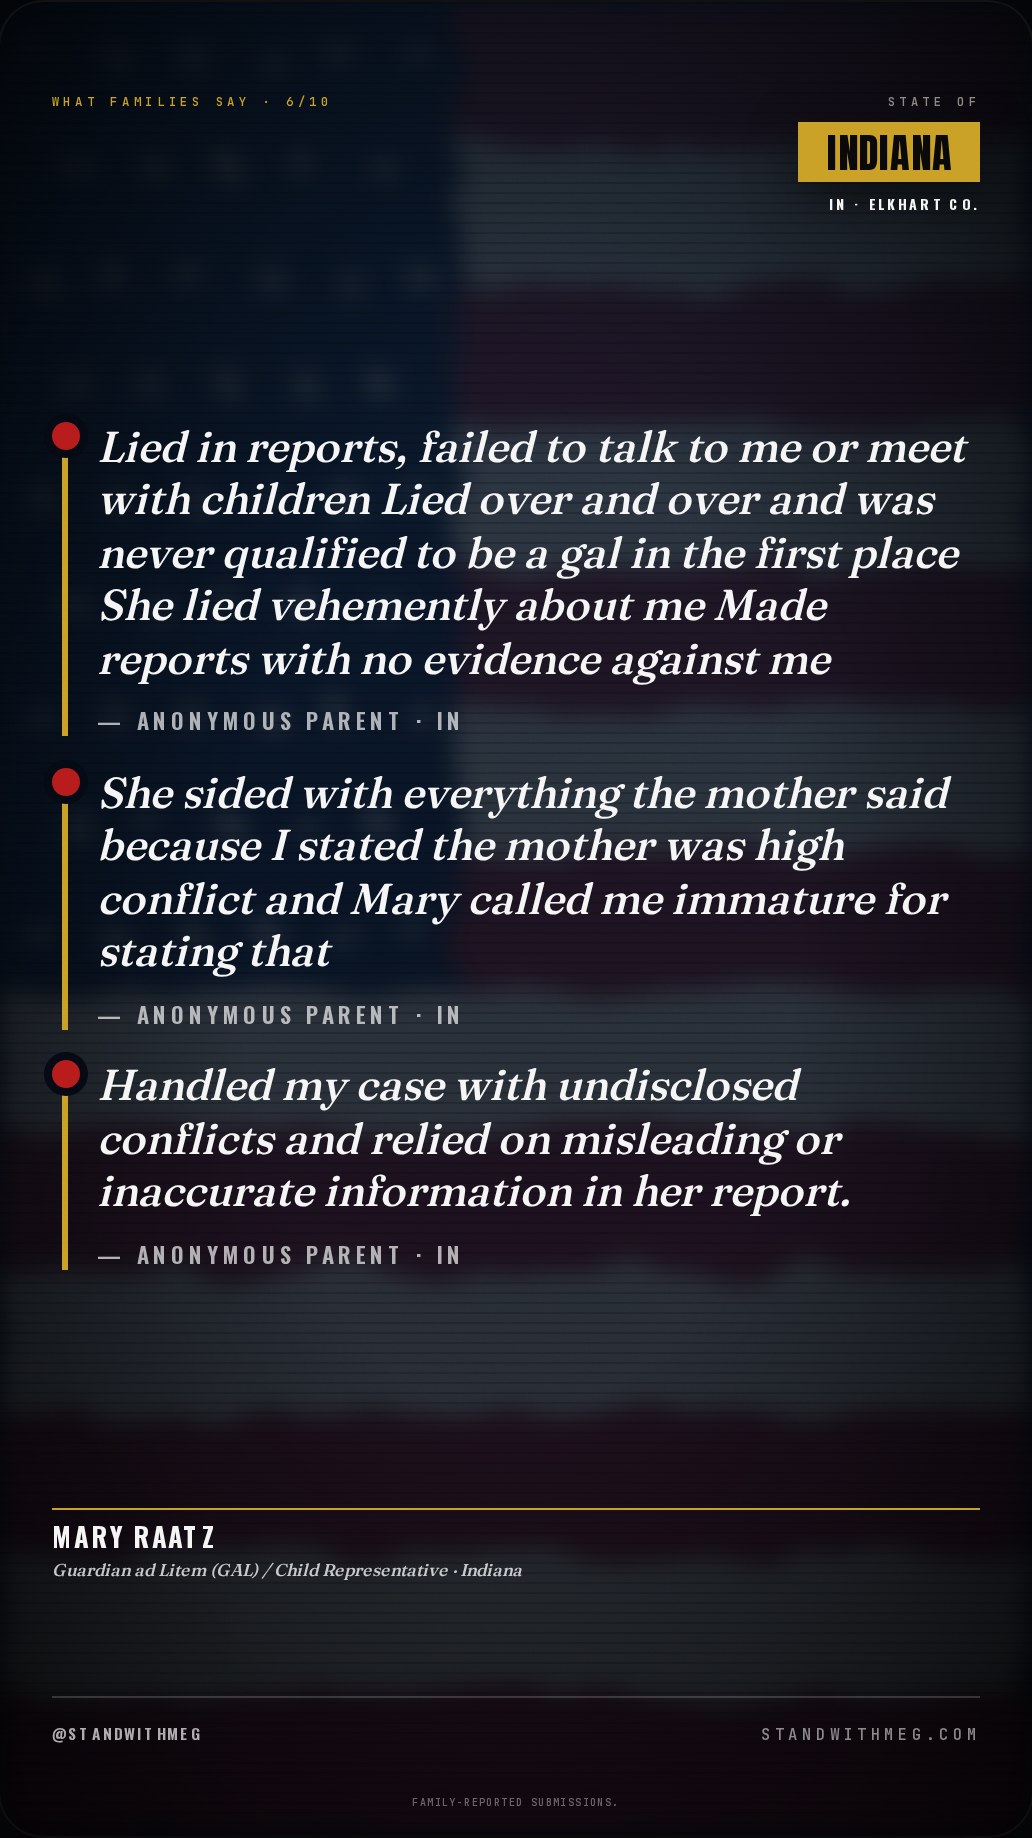 WHAT FAMILIES SAY · 6/10
STATE OF
INDIANA
IN · ELKHART CO.
Lied in reports, failed to talk to me or meet
with children Lied over and over and was
never qualified to be a gal in the first place
She lied vehemently about me Made
reports with no evidence against me
— ANONYMOUS PARENT · IN
She sided with everything the mother said
because I stated the mother was high
conflict and Mary called me immature for
stating that
— ANONYMOUS PARENT · IN
Handled my case with undisclosed
conflicts and relied on misleading or
inaccurate information in her report.
— ANONYMOUS PARENT · IN
MARY RAATZ
Guardian ad Litem (GAL) / Child Representative · Indiana
@STANDWITHMEG
STANDWITHMEG.COM
FAMILY-REPORTED SUBMISSIONS.